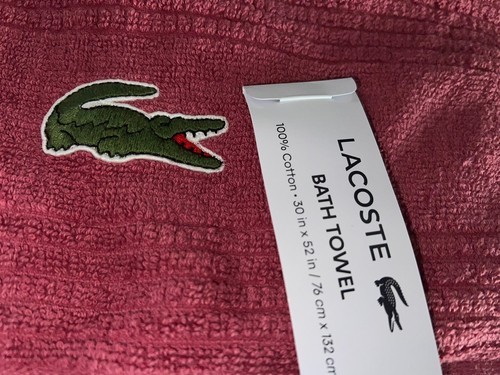 LACOSTE
BATH TOWEL
100% Cotton • 30 in x 52 in / 76 cm x 132 cm